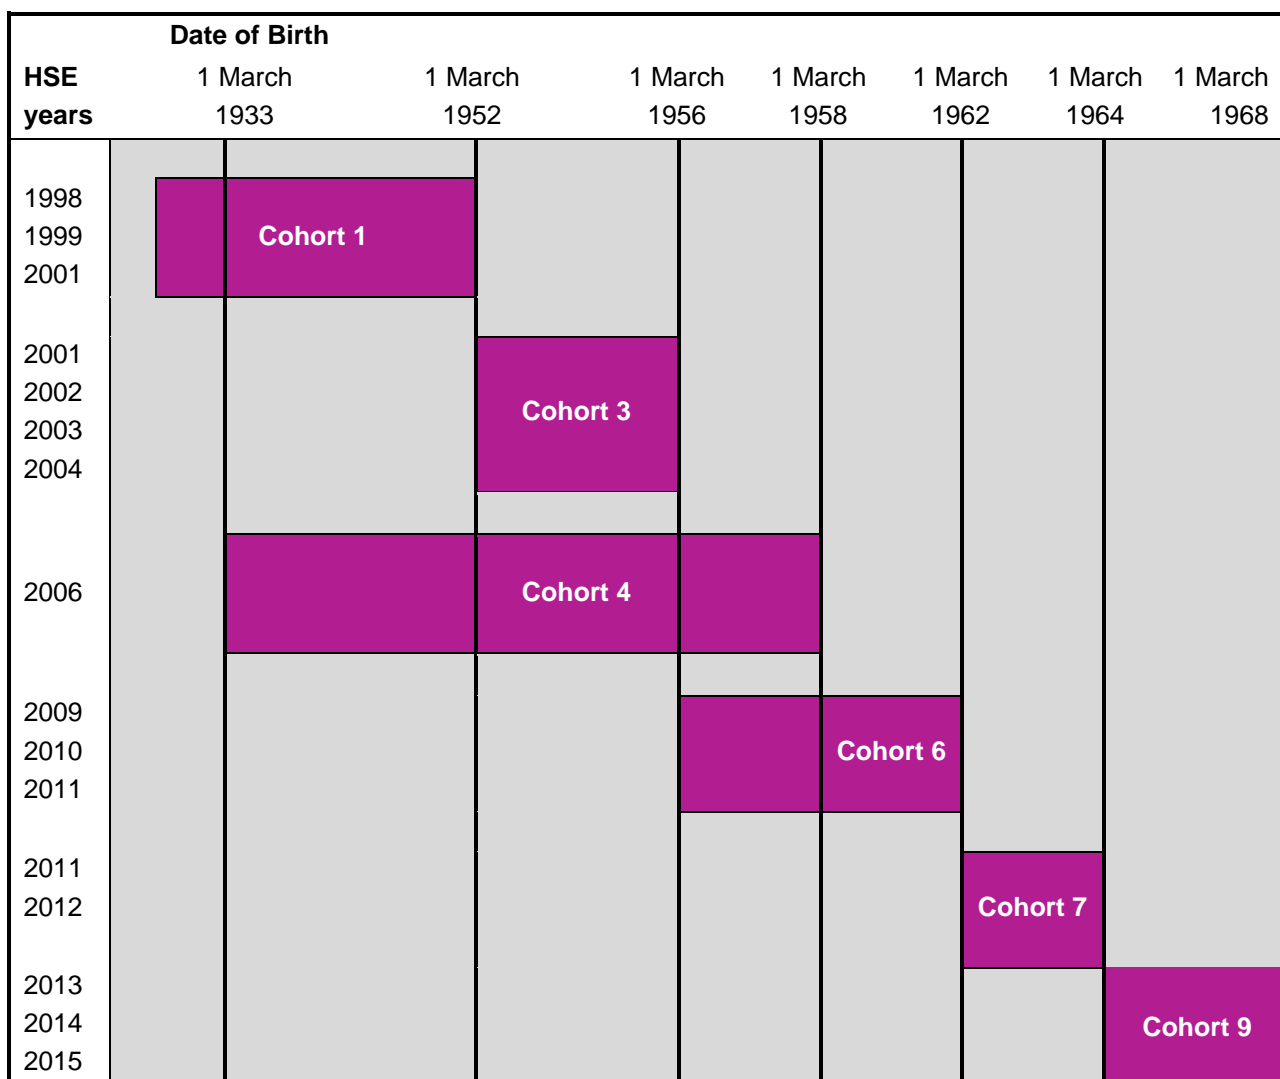 Date of Birth
HSE 1 March 1 March 1 March 1 March 1 March 1 March 1 March
years 1933 1952 1956 1958 1962 1964 1968
1998
1999 Cohort 1
2001
2001
2002
Cohort 3
2003
2004
2006 Cohort 4
2009
2010 Cohort 6
2011
2011
2012 Cohort 7
2013
2014 Cohort 9
2015